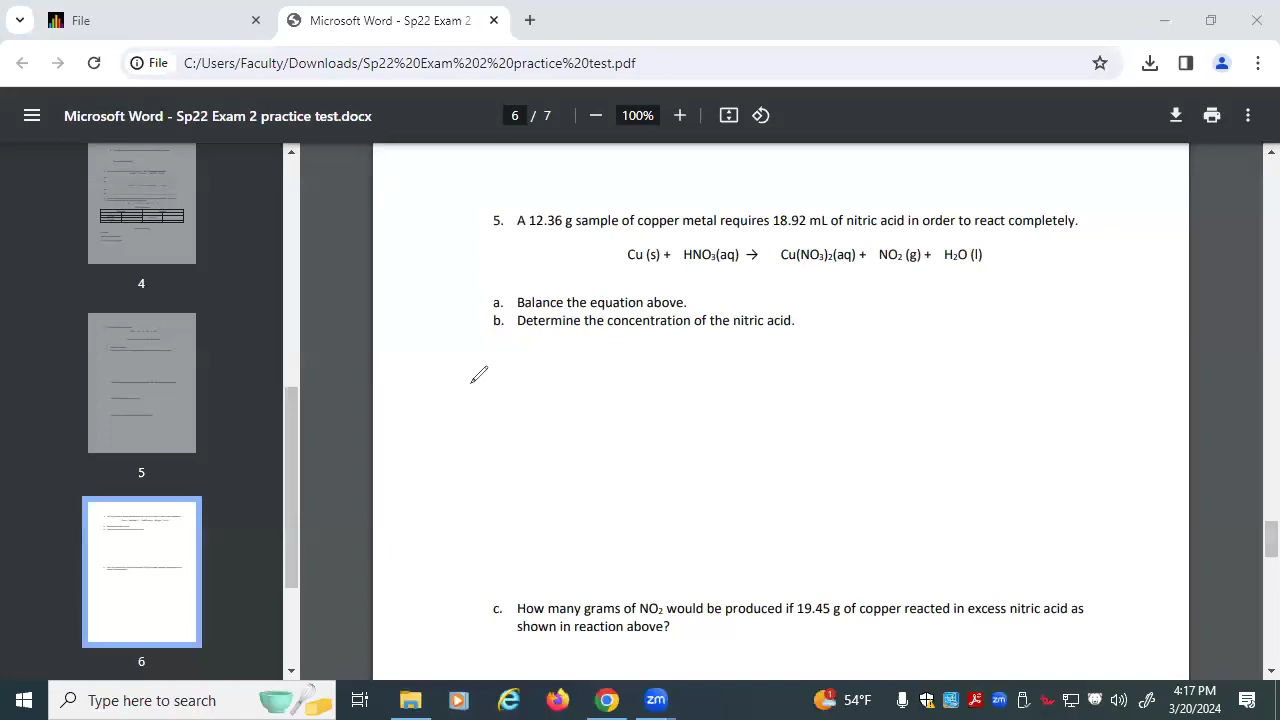 File
Microsoft Word - Sp22 Exam 2
File
C:/Users/Faculty/Downloads/Sp22%20Exam%202%20practice%20test.pdf
Microsoft Word - Sp22 Exam 2 practice test.docx
6 / 7
100%
4
5
6
5. A 12.36 g sample of copper metal requires 18.92 mL of nitric acid in order to react completely.
Cu (s) + HNO₃(aq) → Cu(NO₃)₂(aq) + NO₂ (g) + H₂O (l)
a. Balance the equation above.
b. Determine the concentration of the nitric acid.
c. How many grams of NO₂ would be produced if 19.45 g of copper reacted in excess nitric acid as
shown in reaction above?
Type here to search
zm
1
54°F
zm
4:17 PM
3/20/2024